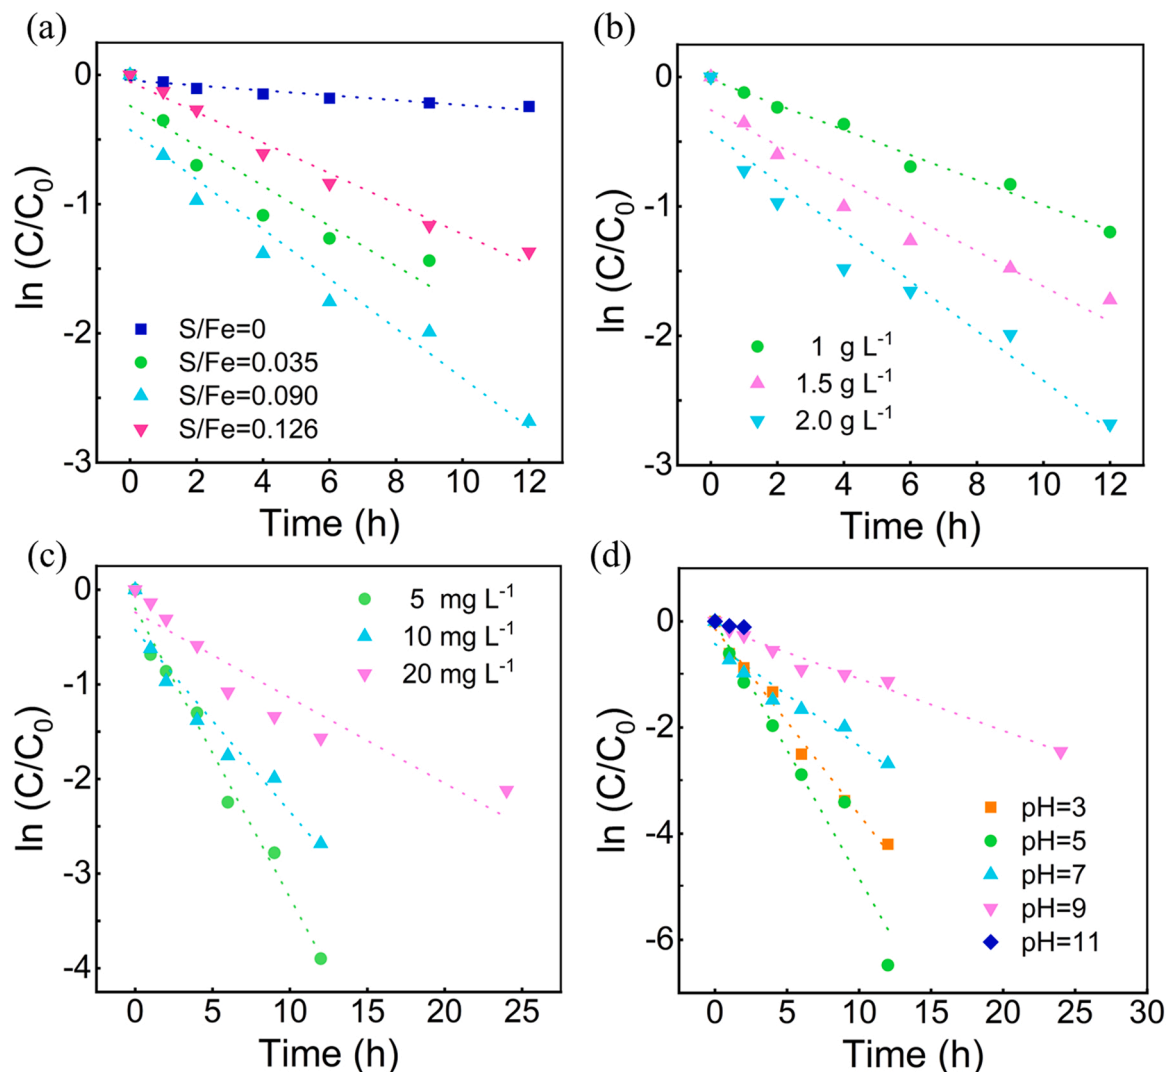 (a)
ln (C/C0)
0
-1
-2
-3
S/Fe=0
S/Fe=0.035
S/Fe=0.090
S/Fe=0.126
0 2 4 6 8 10 12
Time (h)
(b)
ln (C/C0)
0
-1
-2
-3
1 g L-1
1.5 g L-1
2.0 g L-1
0 2 4 6 8 10 12
Time (h)
(c)
ln (C/C0)
0
-1
-2
-3
-4
5 mg L-1
10 mg L-1
20 mg L-1
0 5 10 15 20 25
Time (h)
(d)
ln (C/C0)
0
-2
-4
-6
pH=3
pH=5
pH=7
pH=9
pH=11
0 5 10 15 20 25 30
Time (h)